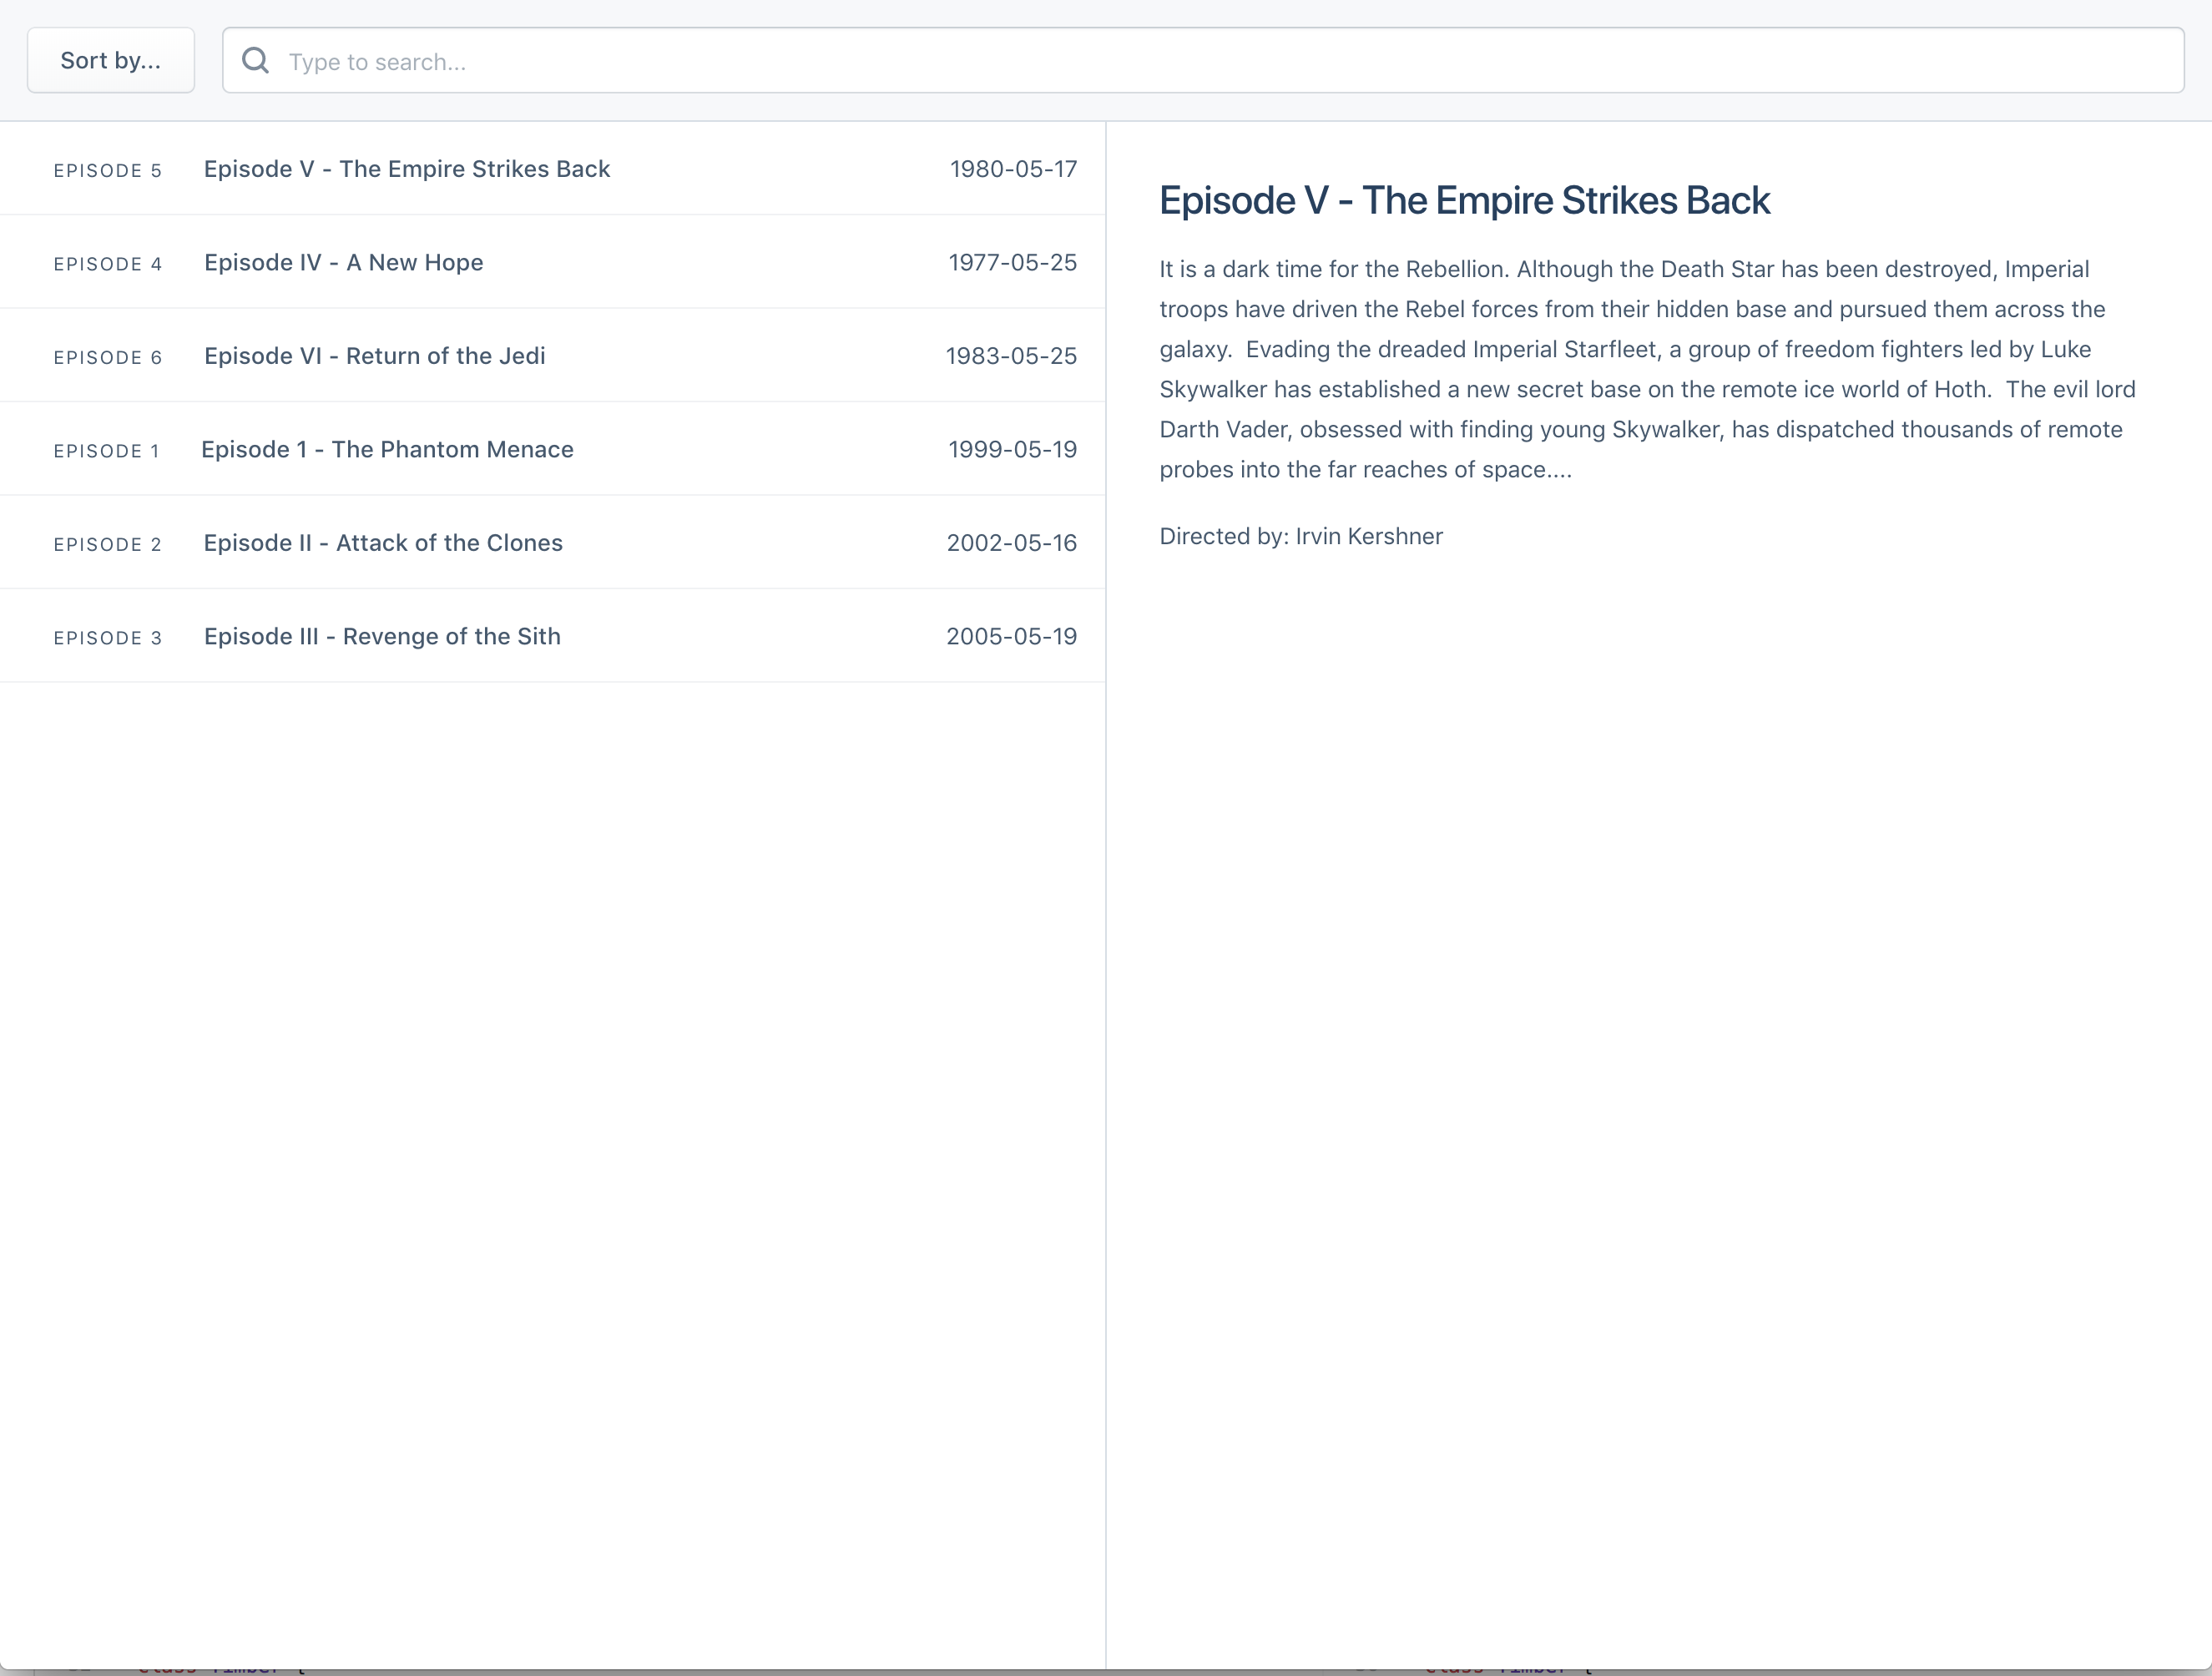 Sort by...
Type to search...
EPISODE 5 Episode V - The Empire Strikes Back 1980-05-17
EPISODE 4 Episode IV - A New Hope 1977-05-25
EPISODE 6 Episode VI - Return of the Jedi 1983-05-25
EPISODE 1 Episode 1 - The Phantom Menace 1999-05-19
EPISODE 2 Episode II - Attack of the Clones 2002-05-16
EPISODE 3 Episode III - Revenge of the Sith 2005-05-19
Episode V - The Empire Strikes Back
It is a dark time for the Rebellion. Although the Death Star has been destroyed, Imperial
troops have driven the Rebel forces from their hidden base and pursued them across the
galaxy.  Evading the dreaded Imperial Starfleet, a group of freedom fighters led by Luke
Skywalker has established a new secret base on the remote ice world of Hoth.  The evil lord
Darth Vader, obsessed with finding young Skywalker, has dispatched thousands of remote
probes into the far reaches of space....
Directed by: Irvin Kershner